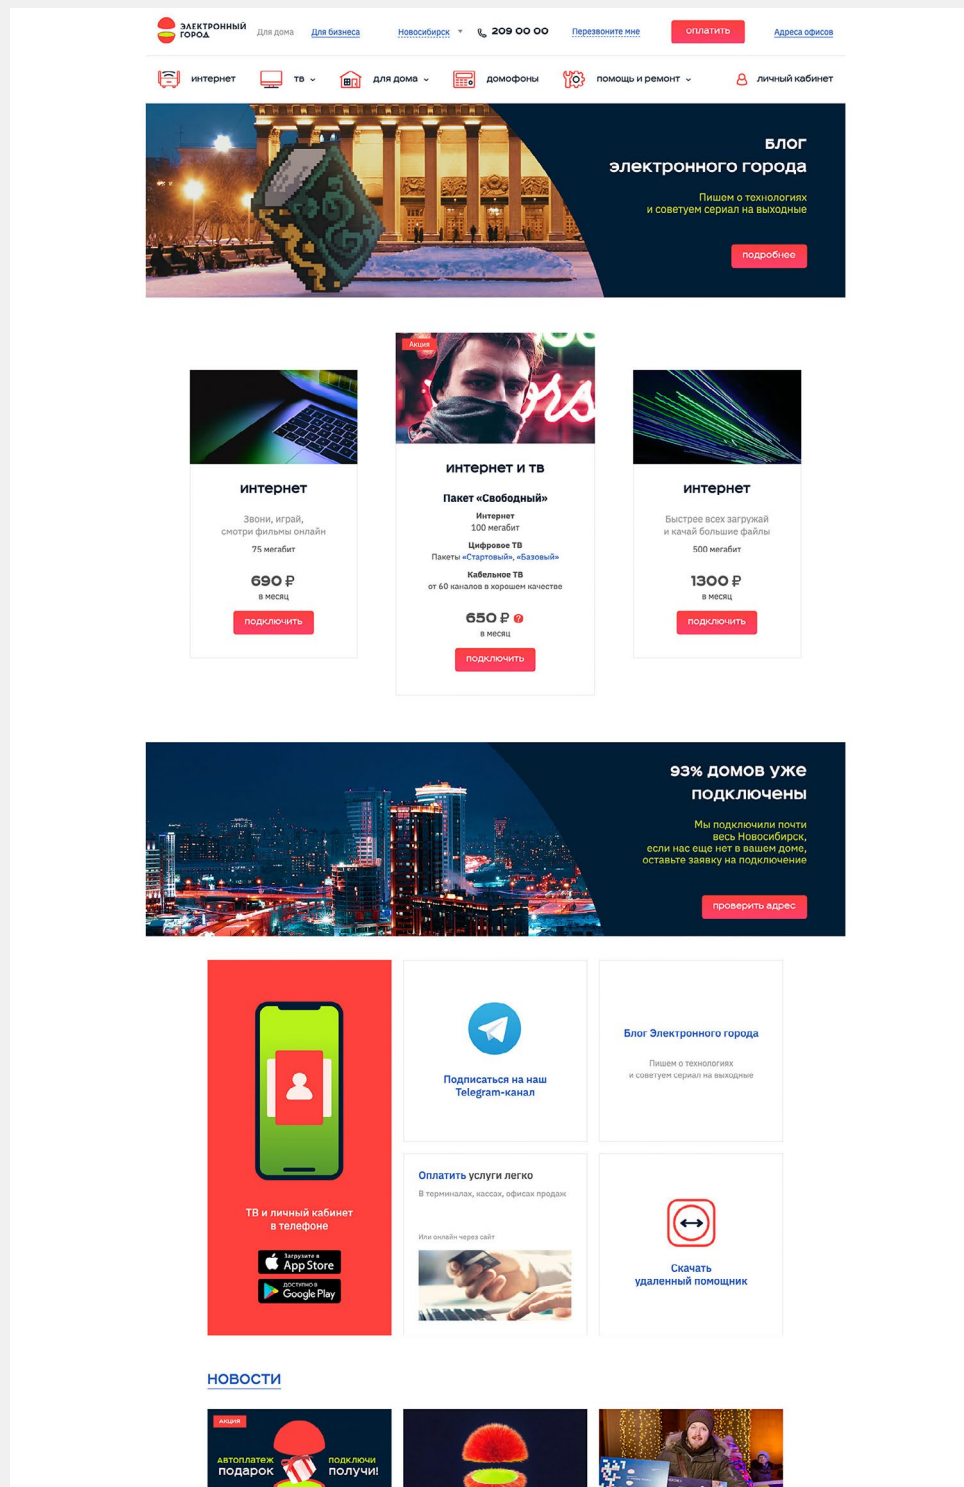 ЭЛЕКТРОННЫЙ
ГОРОД
Для дома
Для бизнеса
Новосибирск
209 00 00
Перезвоните мне
оплатить
Адреса офисов
интернет
тв
для дома
домофоны
помощь и ремонт
личный кабинет
блог
электронного города
Пишем о технологиях
и советуем сериал на выходные
подробнее
интернет
Звони, играй,
смотри фильмы онлайн
75 мегабит
690 ₽
в месяц
подключить
Акция
интернет и тв
Пакет «Свободный»
Интернет
100 мегабит
Цифровое ТВ
Пакеты «Стартовый», «Базовый»
Кабельное ТВ
от 60 каналов в хорошем качестве
650 ₽ ?
в месяц
подключить
интернет
Быстрее всех загружай
и качай большие файлы
500 мегабит
1300 ₽
в месяц
подключить
93% домов уже
подключены
Мы подключили почти
весь Новосибирск,
если нас еще нет в вашем доме,
оставьте заявку на подключение
проверить адрес
ТВ и личный кабинет
в телефоне
Загрузите в
App Store
ДОСТУПНО В
Google Play
Подписаться на наш
Telegram-канал
Блог Электронного города
Пишем о технологиях
и советуем сериал на выходные
Оплатить услуги легко
В терминалах, кассах, офисах продаж
Или онлайн через сайт
Скачать
удаленный помощник
новости
АКЦИЯ
автоплатеж
подарок
подключи
получи!